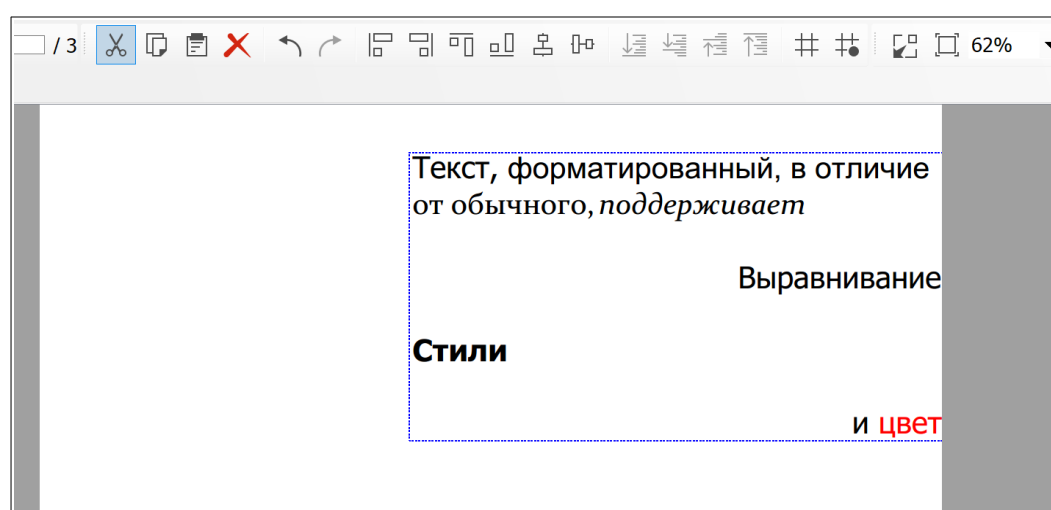 / 3
62%
Текст, форматированный, в отличие
от обычного, поддерживает
Выравнивание
Стили
и цвет